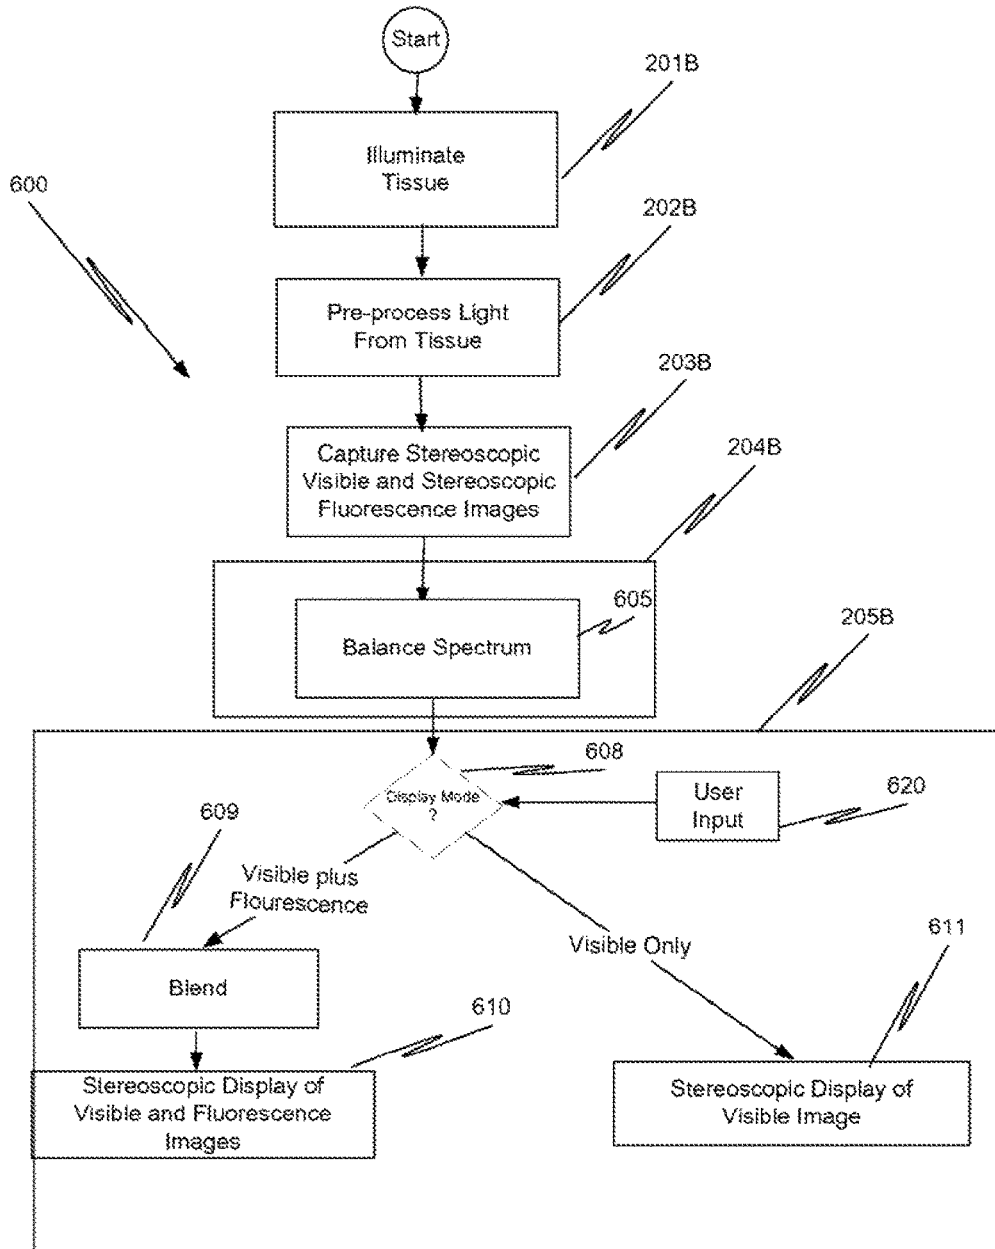 Start
201B
Illuminate
Tissue
600
202B
Pre-process Light
From Tissue
203B
Capture Stereoscopic
Visible and Stereoscopic
Fluorescence Images
204B
605
Balance Spectrum
205B
608
Display Mode
?
User
Input
620
609
Visible plus
Flourescence
Visible Only
611
Blend
610
Stereoscopic Display of
Visible and Fluorescence
Images
Stereoscopic Display of
Visible Image